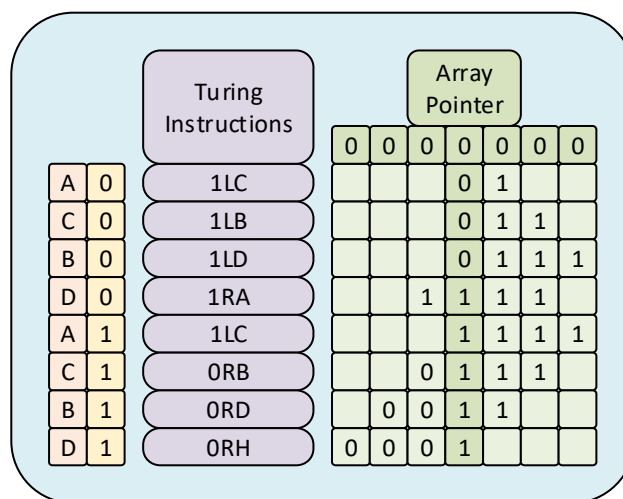 Turing Instructions
Array Pointer
0 0 0 0 0 0 0
A 0 1LC 0 1
C 0 1LB 0 1 1
B 0 1LD 0 1 1 1
D 0 1RA 1 1 1 1
A 1 1LC 1 1 1 1
C 1 0RB 0 1 1 1
B 1 0RD 0 0 1 1
D 1 0RH 0 0 0 1